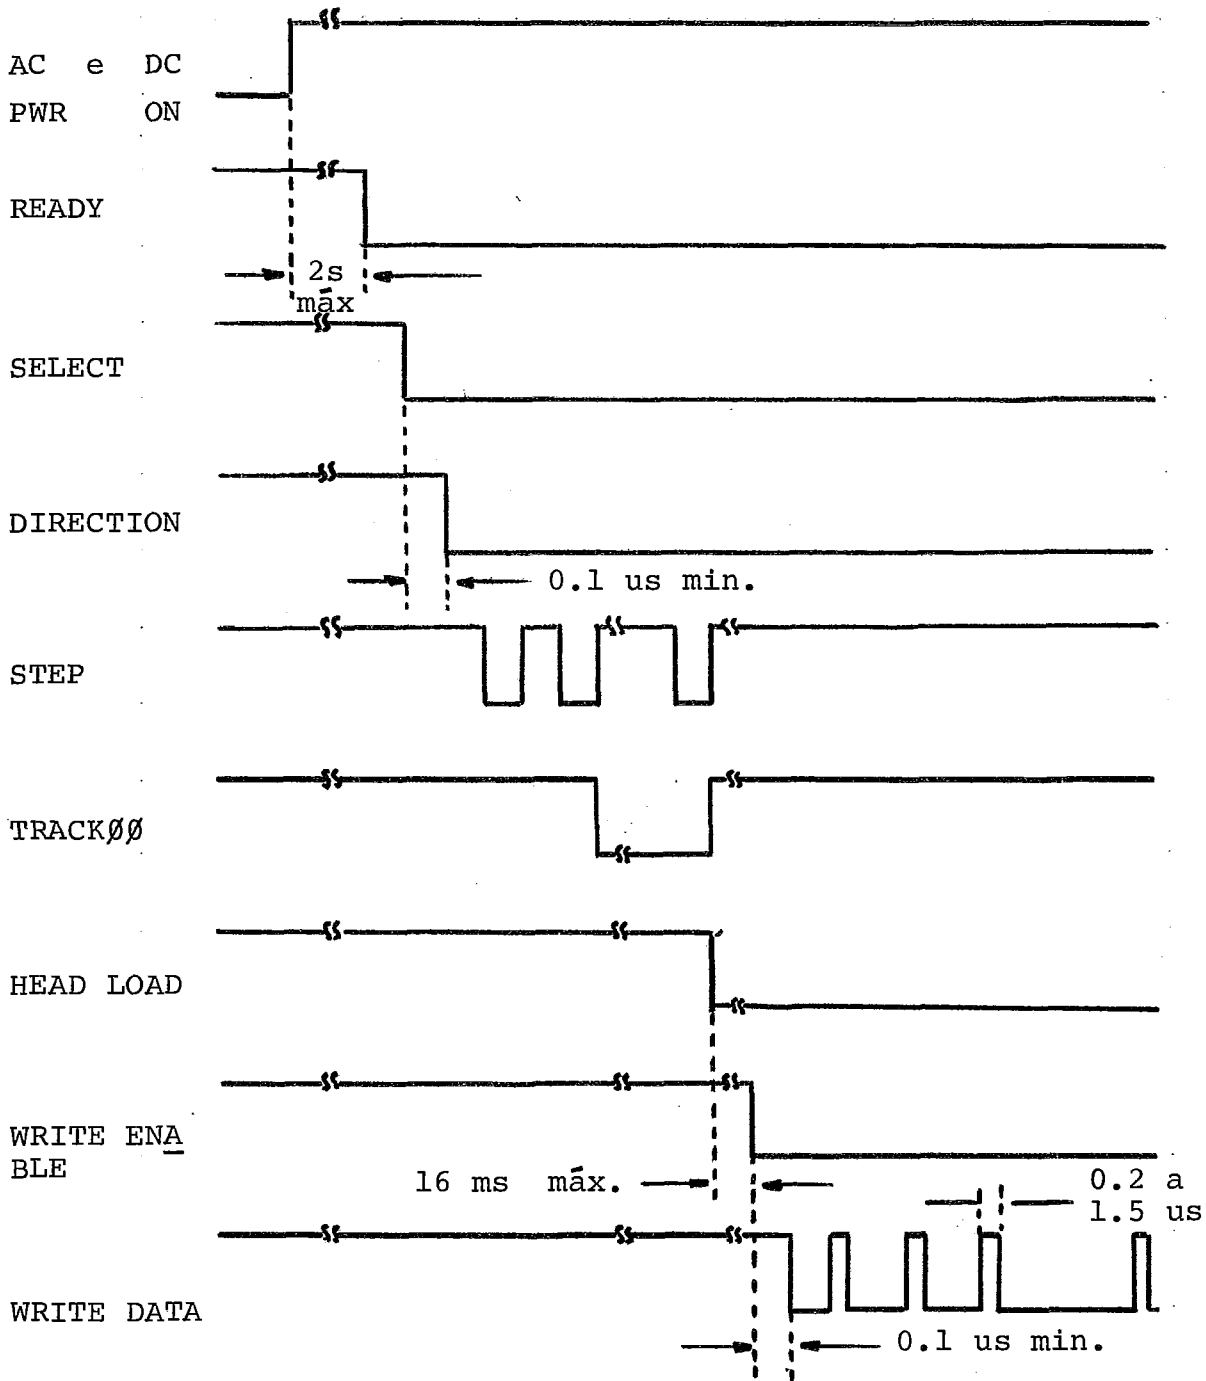 AC e DC
PWR ON
READY
2s
máx
SELECT
DIRECTION
0.1 us min.
STEP
TRACKØØ
HEAD LOAD
WRITE ENA
BLE
16 ms máx.
0.2 a
1.5 us
WRITE DATA
0.1 us min.